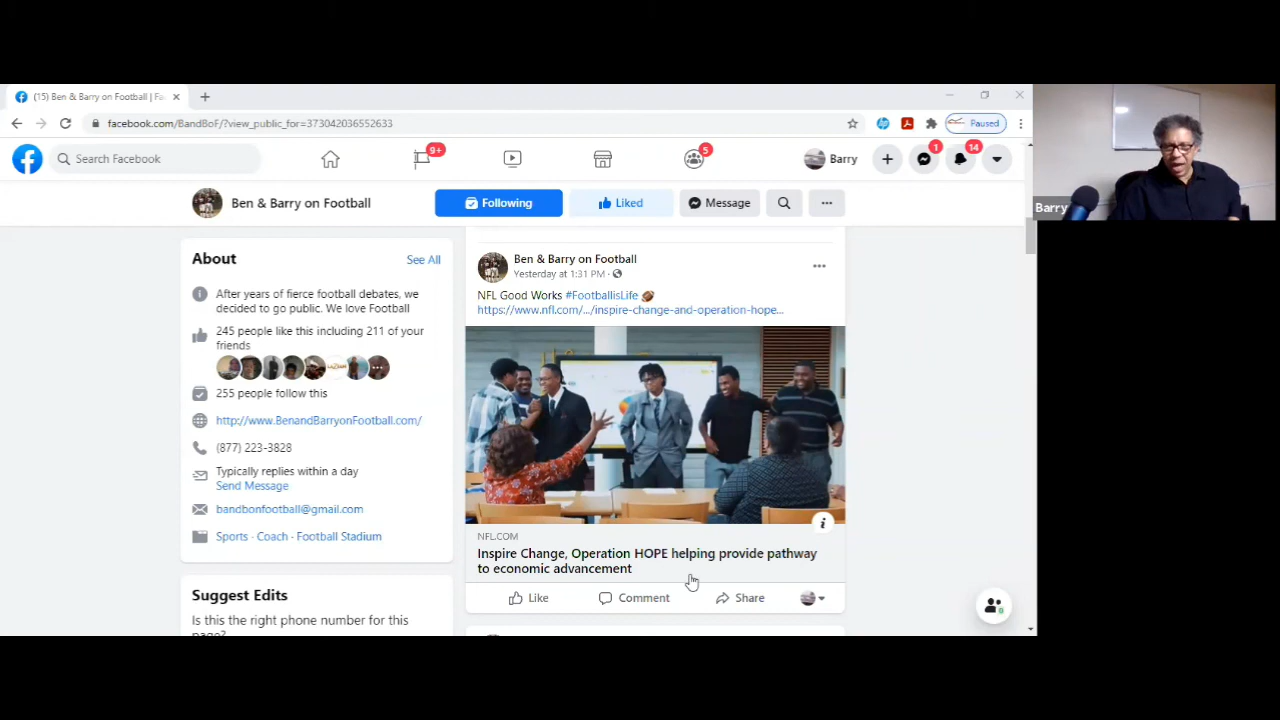 (15) Ben & Barry on Football | Fa
facebook.com/BandBoF/?view_public_for=373042036552633
Paused
Search Facebook
9+
5
Barry
1
14
Barry
Ben & Barry on Football
Following
Liked
Message
About
See All
After years of fierce football debates, we
decided to go public. We love Football
245 people like this including 211 of your
friends
255 people follow this
http://www.BenandBarryonFootball.com/
(877) 223-3828
Typically replies within a day
Send Message
bandbonfootball@gmail.com
Sports · Coach · Football Stadium
Suggest Edits
Is this the right phone number for this
page?
Ben & Barry on Football
Yesterday at 1:31 PM ·
NFL Good Works #FootballisLife 🏈
https://www.nfl.com/.../inspire-change-and-operation-hope...
NFL.COM
Inspire Change, Operation HOPE helping provide pathway
to economic advancement
Like
Comment
Share